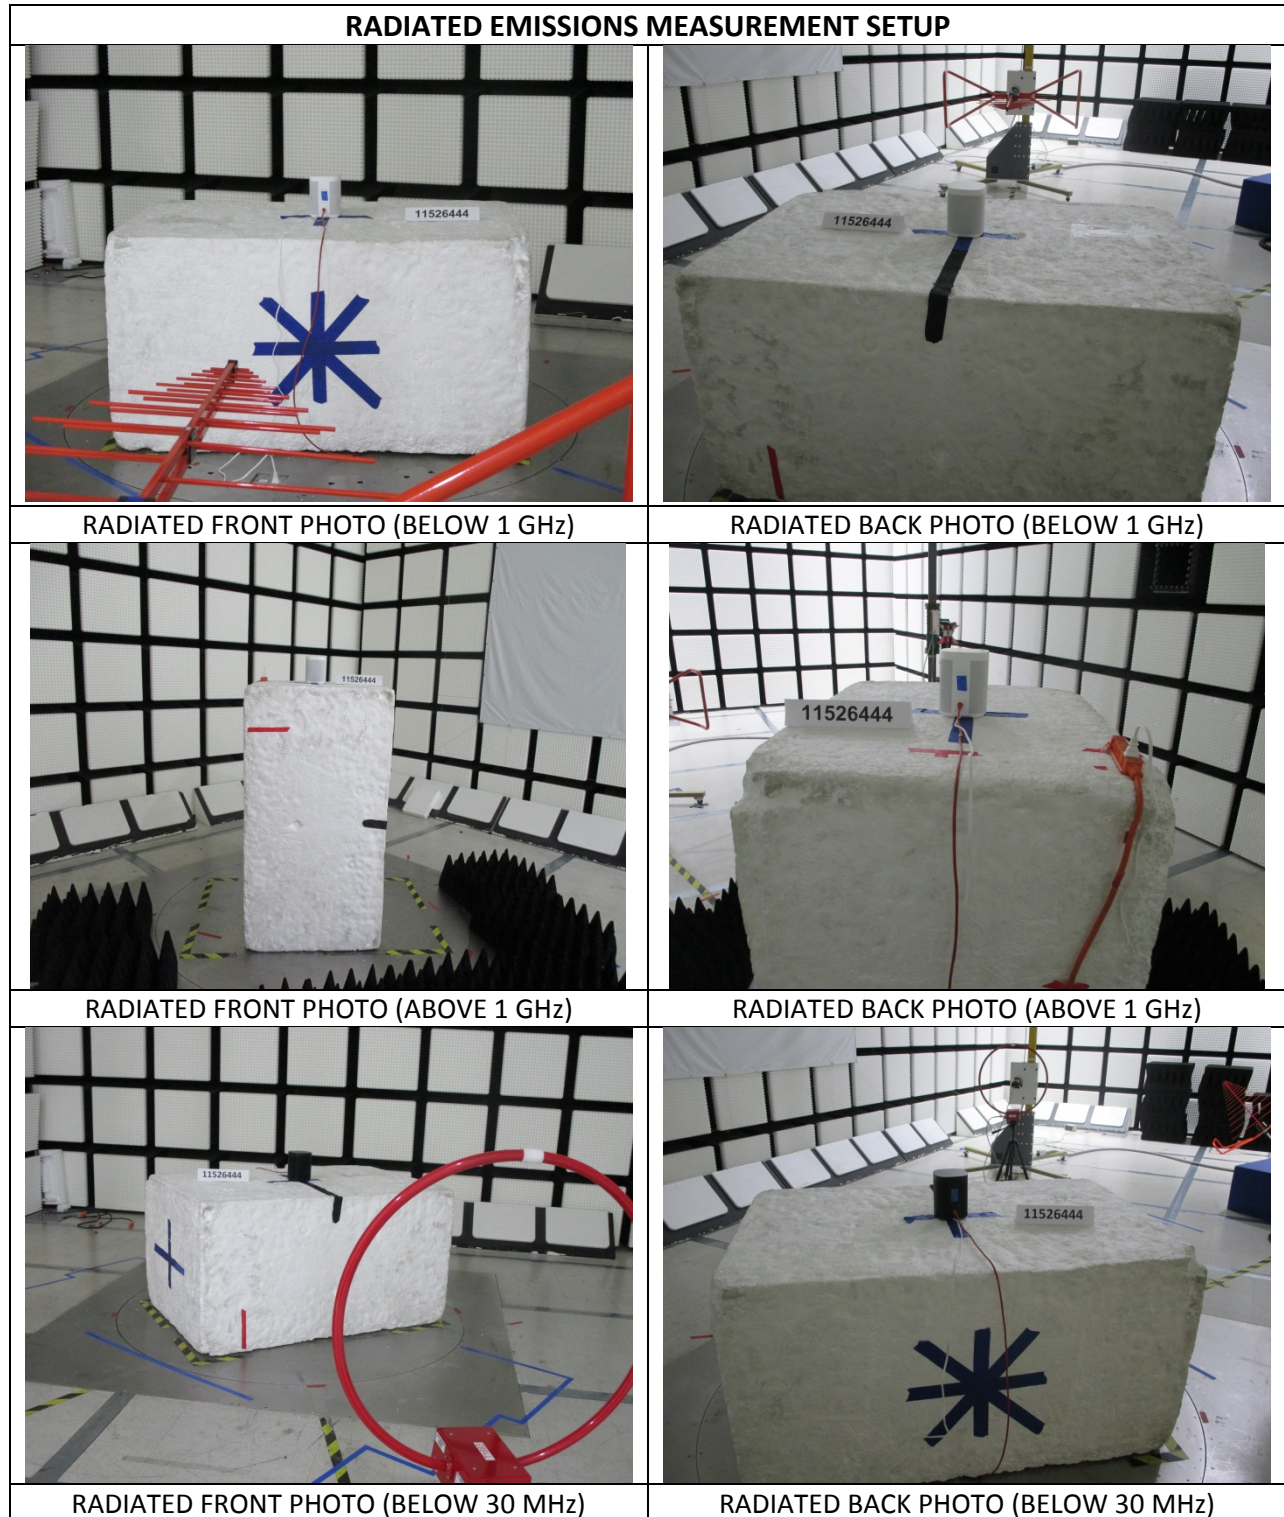 RADIATED EMISSIONS MEASUREMENT SETUP
11526444
11526444
RADIATED FRONT PHOTO (BELOW 1 GHz)
RADIATED BACK PHOTO (BELOW 1 GHz)
11526444
11526444
RADIATED FRONT PHOTO (ABOVE 1 GHz)
RADIATED BACK PHOTO (ABOVE 1 GHz)
11526444
11526444
RADIATED FRONT PHOTO (BELOW 30 MHz)
RADIATED BACK PHOTO (BELOW 30 MHz)